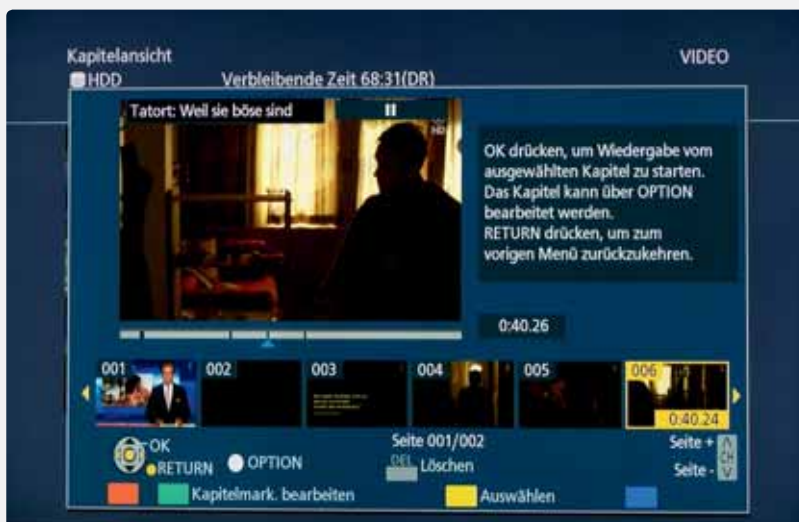 Kapitelansicht
VIDEO
HDD Verbleibende Zeit 68:31(DR)
Tatort: Weil sie böse sind
HD
OK drücken, um Wiedergabe vom
ausgewählten Kapitel zu starten.
Das Kapitel kann über OPTION
bearbeitet werden.
RETURN drücken, um zum
vorigen Menü zurückzukehren.
0:40.26
001 002 003 004 005 006
0:40.24
OK
RETURN OPTION
Seite 001/002
DEL Löschen
Seite +
CH
Seite -
Kapitelmark. bearbeiten Auswählen